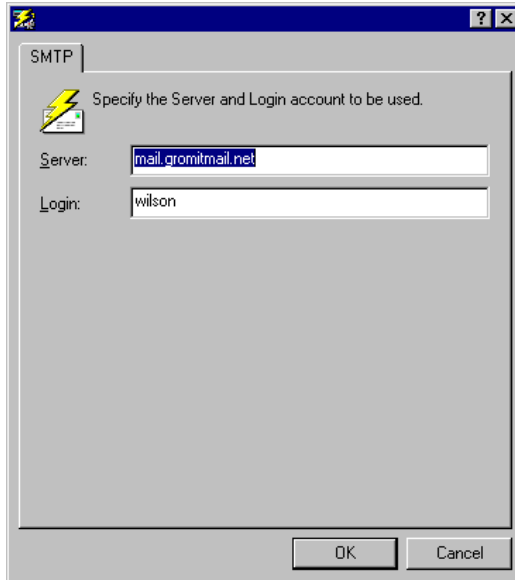 SMTP
Specify the Server and Login account to be used.
Server: mail.gromitmail.net
Login: wilson
OK Cancel